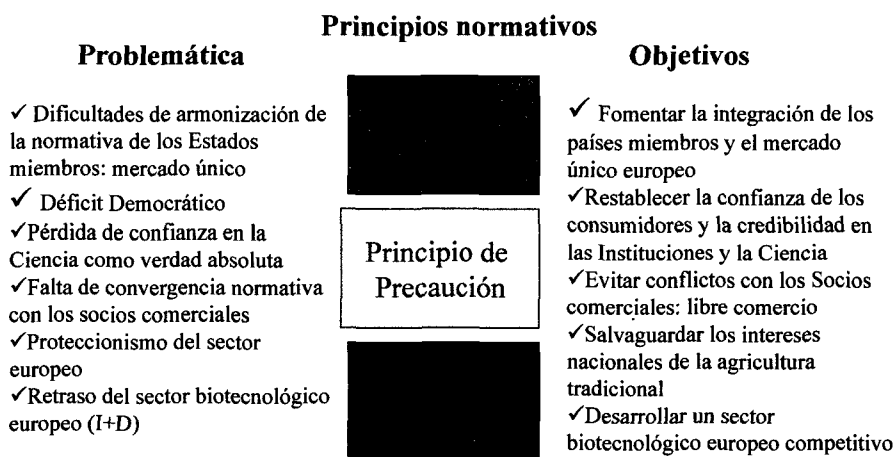 Principios normativos
Problemática
✓ Dificultades de armonización de
la normativa de los Estados
miembros: mercado único
✓ Déficit Democrático
✓Pérdida de confianza en la
Ciencia como verdad absoluta
✓Falta de convergencia normativa
con los socios comerciales
✓Proteccionismo del sector
europeo
✓Retraso del sector biotecnológico
europeo (I+D)
Principio de
Precaución
Objetivos
✓ Fomentar la integración de los
países miembros y el mercado
único europeo
✓Restablecer la confianza de los
consumidores y la credibilidad en
las Instituciones y la Ciencia
✓Evitar conflictos con los Socios
comerciales: libre comercio
✓Salvaguardar los intereses
nacionales de la agricultura
tradicional
✓Desarrollar un sector
biotecnológico europeo competitivo